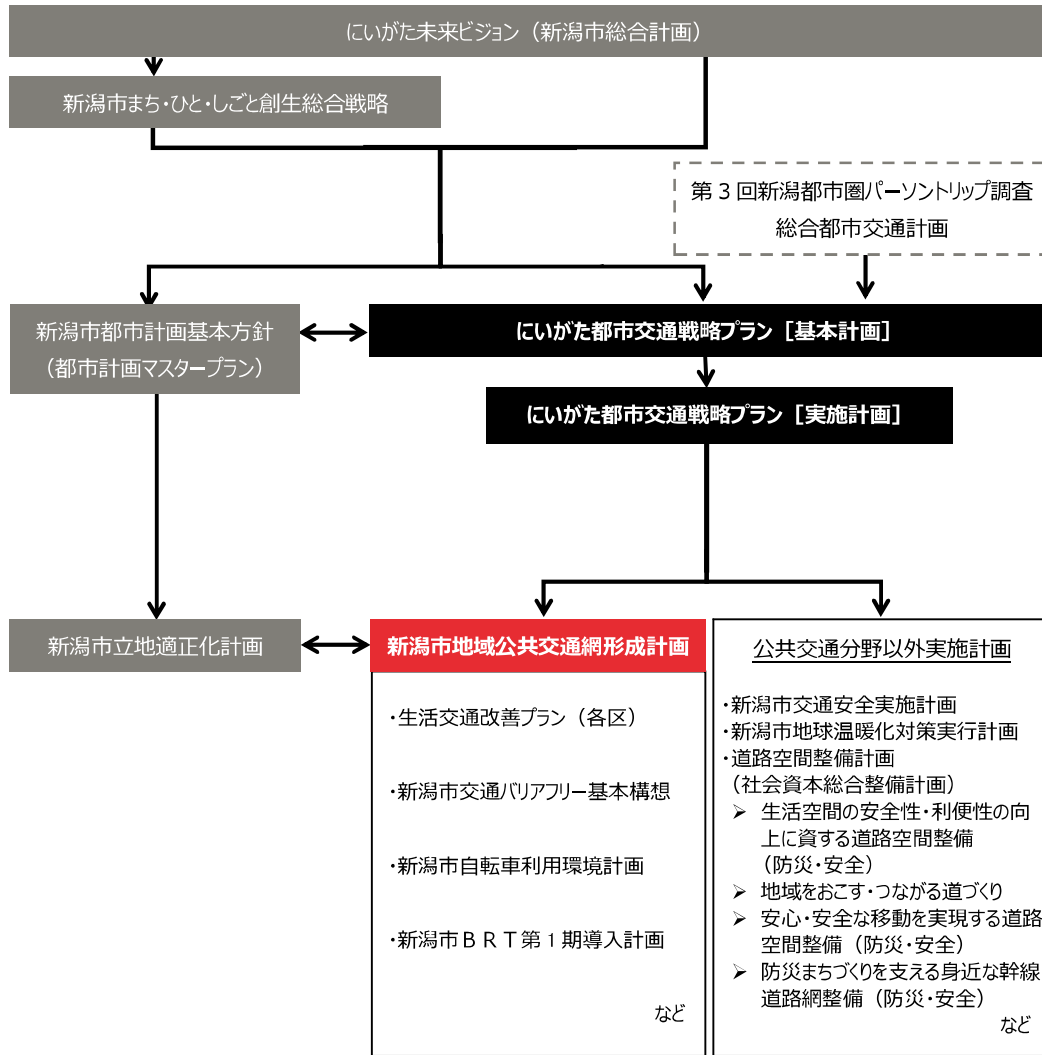 にいがた未来ビジョン（新潟市総合計画）
新潟市まち・ひと・しごと創生総合戦略
第３回新潟都市圏パーソントリップ調査
総合都市交通計画
新潟市都市計画基本方針
（都市計画マスタープラン）
にいがた都市交通戦略プラン［基本計画］
にいがた都市交通戦略プラン［実施計画］
新潟市立地適正化計画
新潟市地域公共交通網形成計画
・生活交通改善プラン（各区）
・新潟市交通バリアフリー基本構想
・新潟市自転車利用環境計画
・新潟市ＢＲＴ第１期導入計画
など
公共交通分野以外実施計画
・新潟市交通安全実施計画
・新潟市地球温暖化対策実行計画
・道路空間整備計画
（社会資本総合整備計画）
➢ 生活空間の安全性・利便性の向
上に資する道路空間整備
（防災・安全）
➢ 地域をおこす・つながる道づくり
➢ 安心・安全な移動を実現する道路
空間整備（防災・安全）
➢ 防災まちづくりを支える身近な幹線
道路網整備（防災・安全）
など